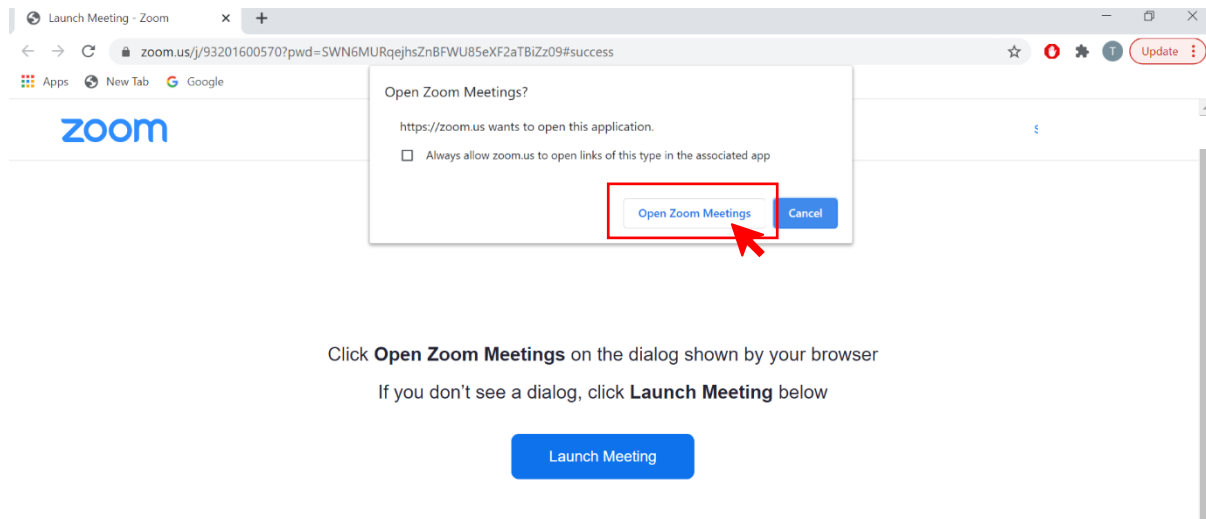 Launch Meeting - Zoom
zoom.us/j/93201600570?pwd=SWN6MURqejhsZnBFWU85eXF2aTBiZz09#success
T
Update
Apps New Tab Google
Open Zoom Meetings?
https://zoom.us wants to open this application.
Always allow zoom.us to open links of this type in the associated app
Open Zoom Meetings Cancel
zoom
Click Open Zoom Meetings on the dialog shown by your browser
If you don’t see a dialog, click Launch Meeting below
Launch Meeting